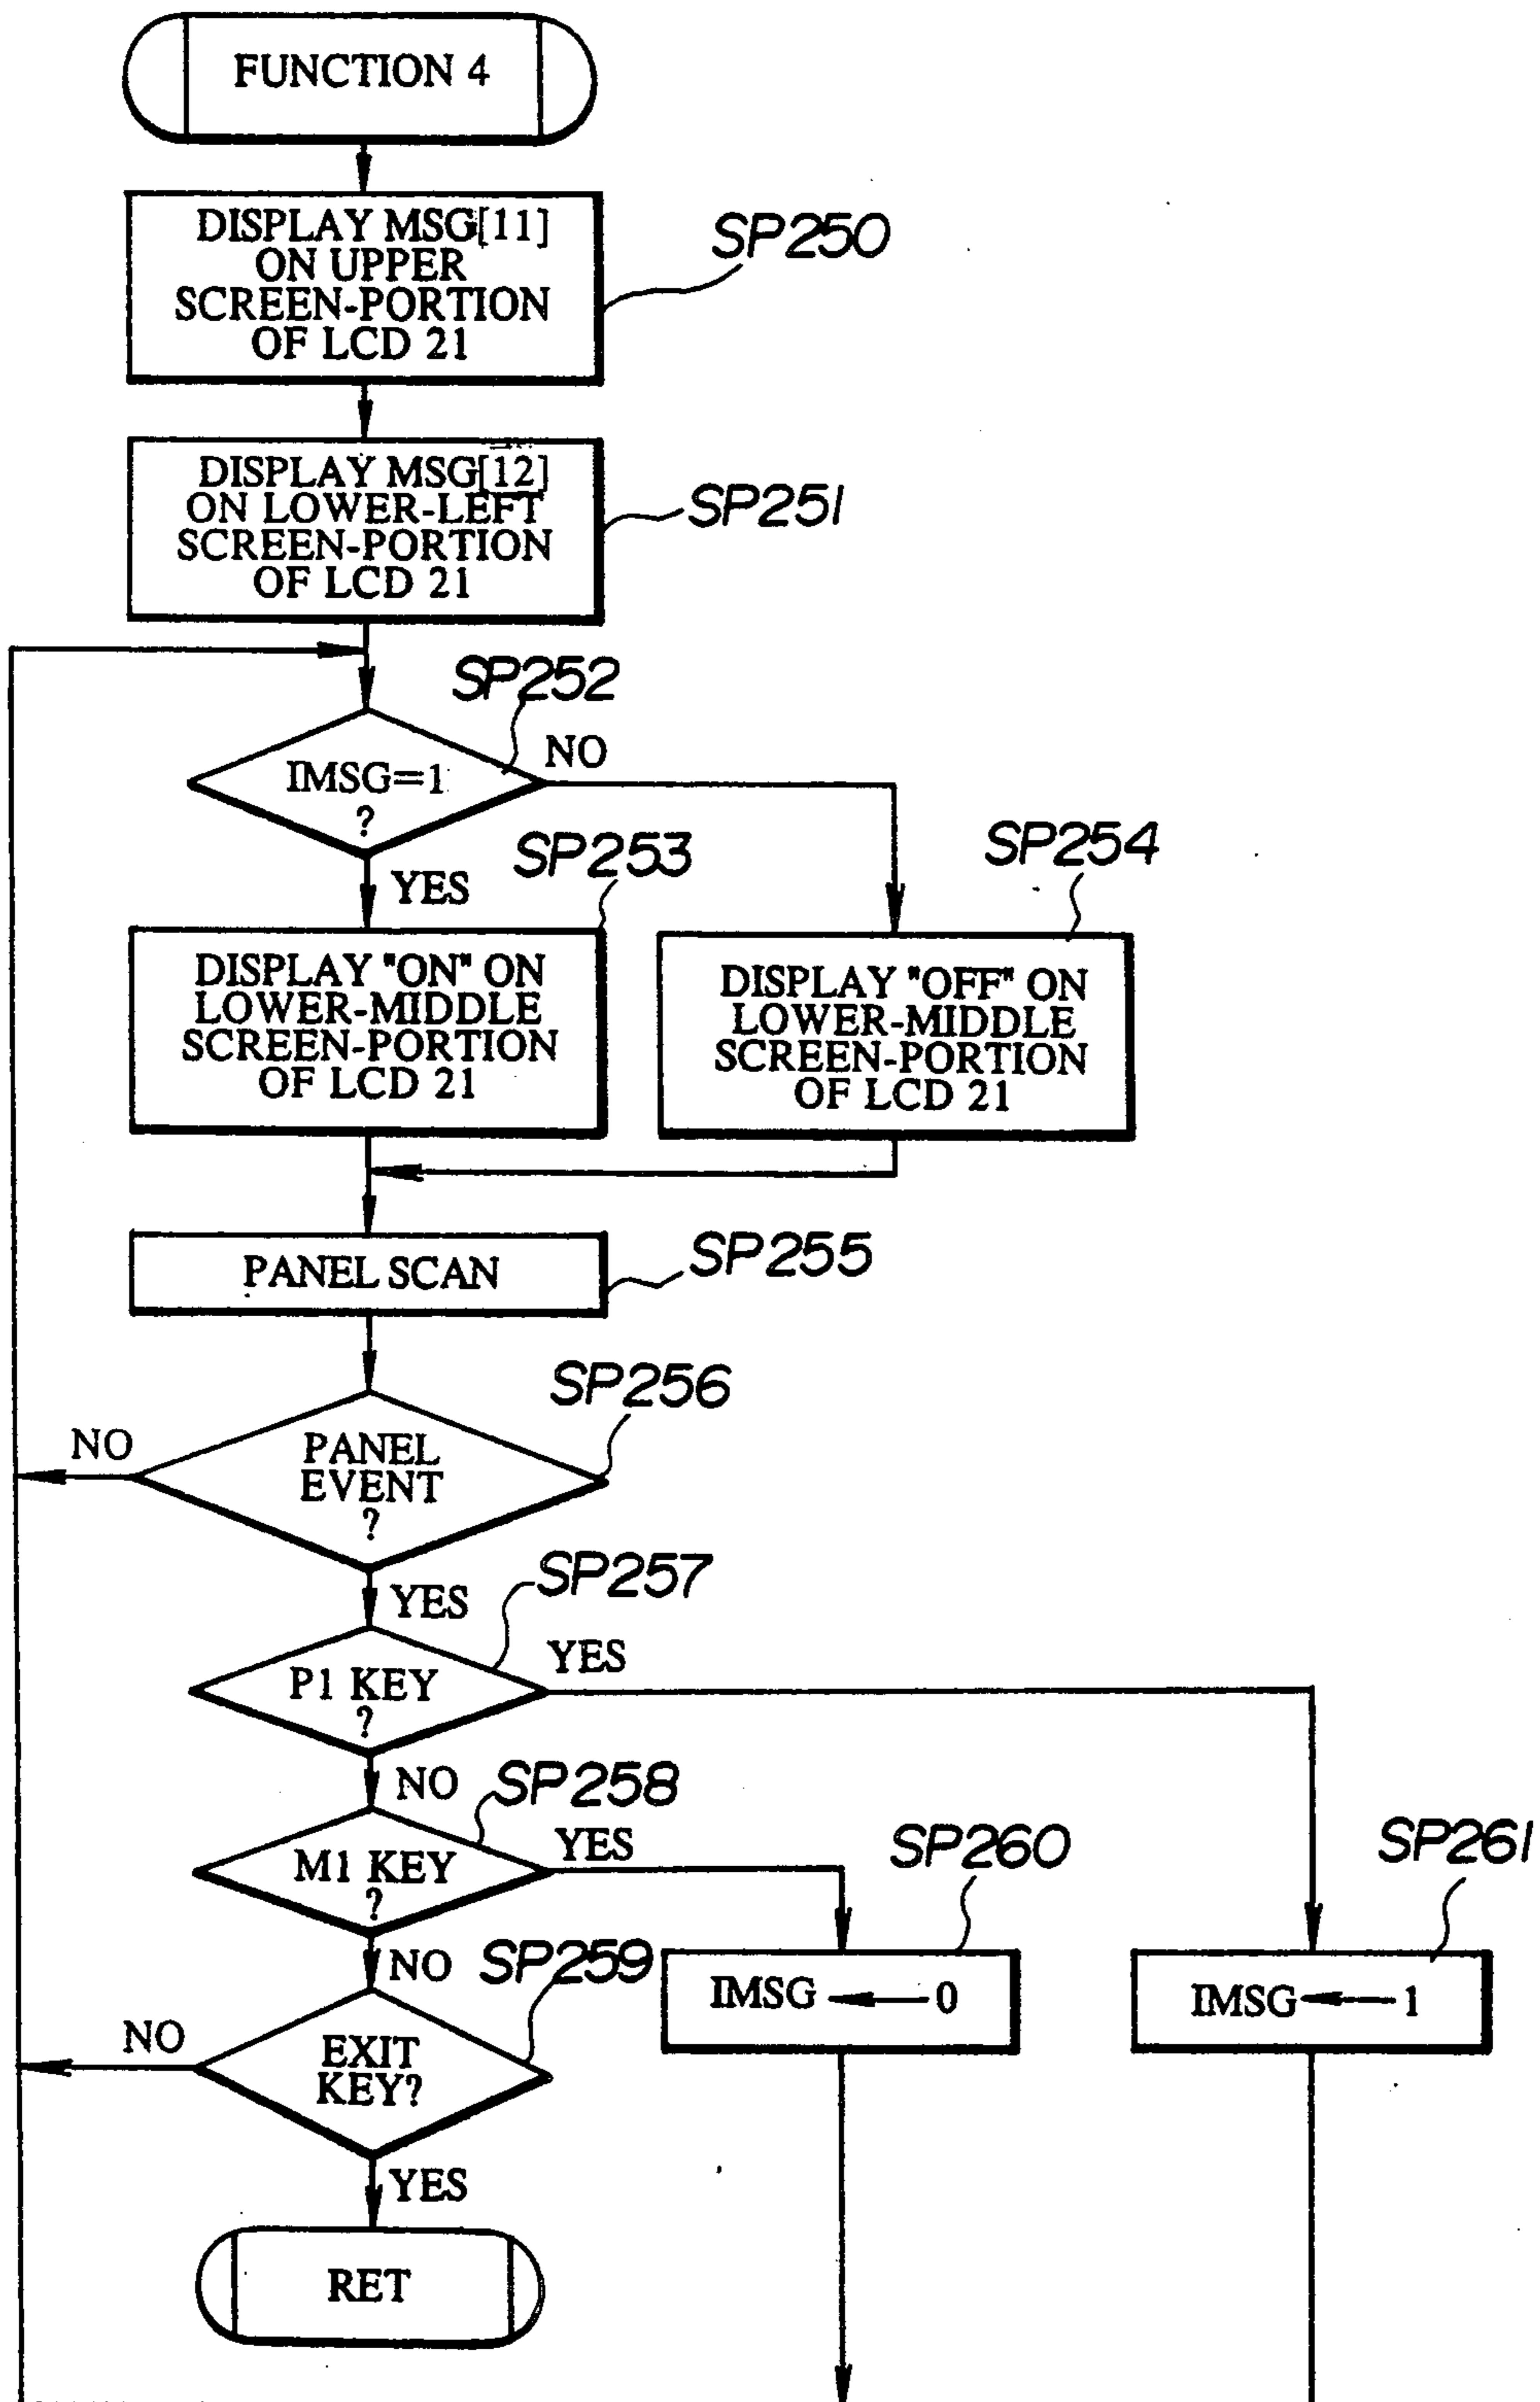 FUNCTION 4
DISPLAY MSG[11]
ON UPPER
SCREEN-PORTION
OF LCD 21
SP250
DISPLAY MSG[12]
ON LOWER-LEFT
SCREEN-PORTION
OF LCD 21
SP251
SP252
IMSG=1
?
NO
YES
SP253
SP254
DISPLAY "ON" ON
LOWER-MIDDLE
SCREEN-PORTION
OF LCD 21
DISPLAY "OFF" ON
LOWER-MIDDLE
SCREEN-PORTION
OF LCD 21
PANEL SCAN
SP255
SP256
NO
PANEL
EVENT
?
YES
SP257
P1 KEY
?
YES
NO
SP258
M1 KEY
?
YES
SP260
SP261
NO
SP259
IMSG ← 0
IMSG ← 1
NO
EXIT
KEY?
YES
RET